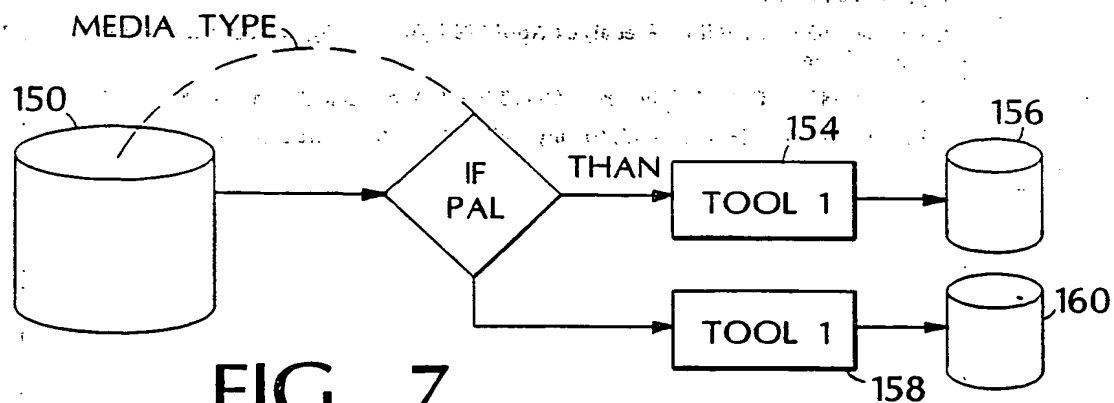 MEDIA TYPE
150
IF
PAL
THAN
154
TOOL 1
156
TOOL 1
158
160
FIG. 7